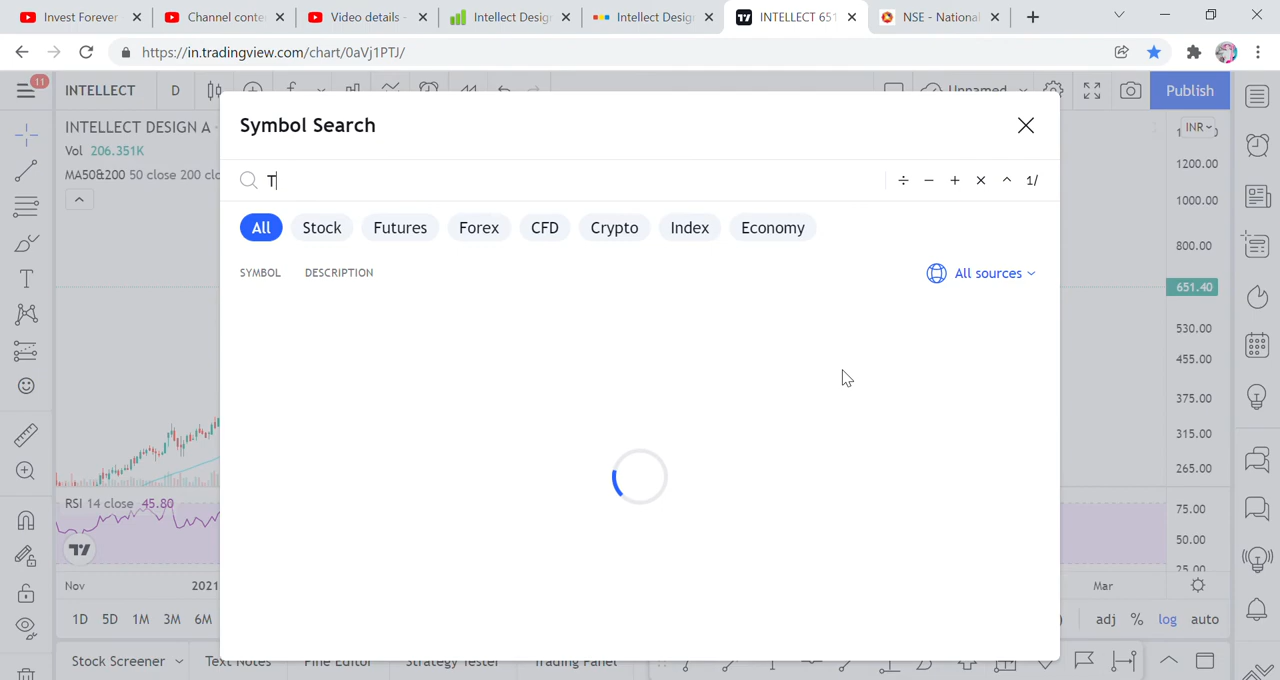 Invest Forever
Channel conte
Video details -
Intellect Desig
Intellect Desig
INTELLECT 651
NSE - National
https://in.tradingview.com/chart/0aVj1PTJ/
11
INTELLECT
D
Unnamed
Publish
Symbol Search
INTELLECT DESIGN A
INR
Vol 206.351K
MA50&200 50 close 200 clo
T
1/
All
Stock
Futures
Forex
CFD
Crypto
Index
Economy
SYMBOL
DESCRIPTION
All sources
1200.00
1000.00
800.00
651.40
530.00
455.00
375.00
315.00
265.00
RSI 14 close 45.80
75.00
50.00
25.00
Nov
2021
Mar
1D 5D 1M 3M 6M
adj % log auto
Stock Screener
Text Notes
Pine Editor
Strategy Tester
Trading Panel